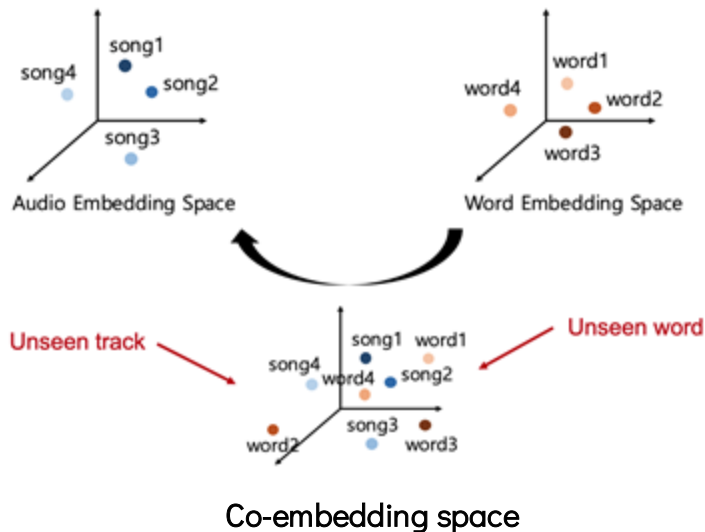 song1
song4
song2
song3
Audio Embedding Space
word1
word4
word2
word3
Word Embedding Space
Unseen track
Unseen word
song1
word1
song4
word4
song2
song3
word2
word3
Co-embedding space